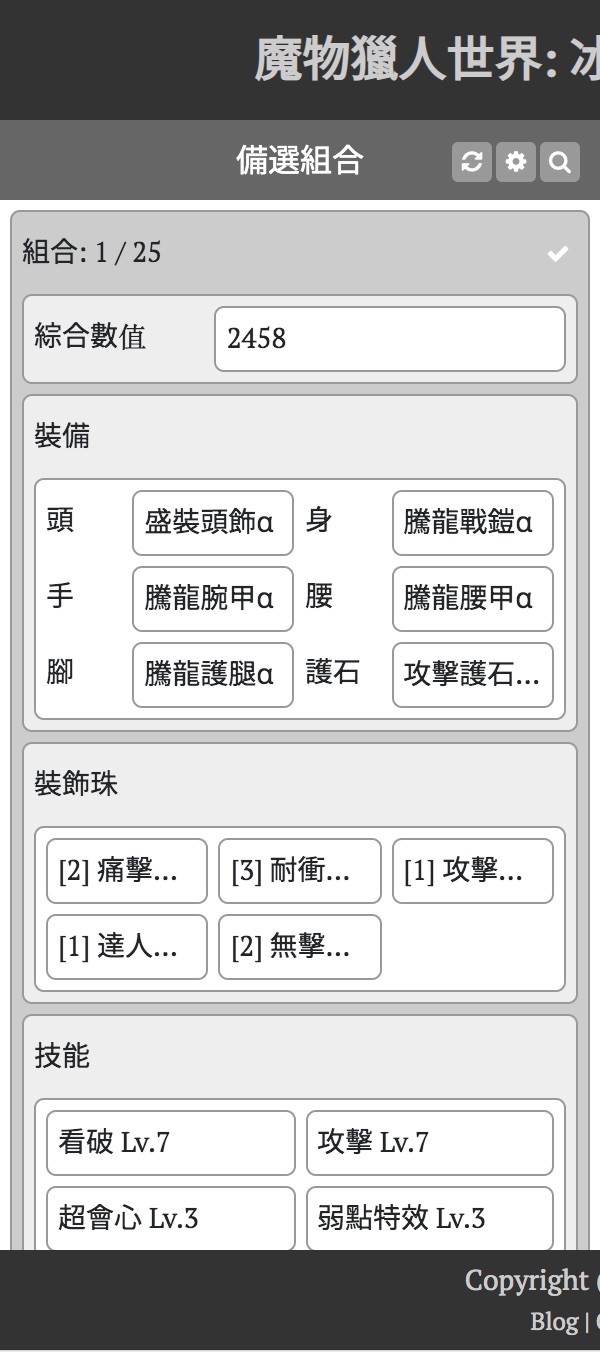 魔物獵人世界: 冰
備選組合
組合: 1 / 25
綜合數值 2458
裝備
頭 盛裝頭飾α 身 騰龍戰鎧α
手 騰龍腕甲α 腰 騰龍腰甲α
腳 騰龍護腿α 護石 攻擊護石...
裝飾珠
[2] 痛擊... [3] 耐衝... [1] 攻擊...
[1] 達人... [2] 無擊...
技能
看破 Lv.7 攻擊 Lv.7
超會心 Lv.3 弱點特效 Lv.3
Copyright
Blog |